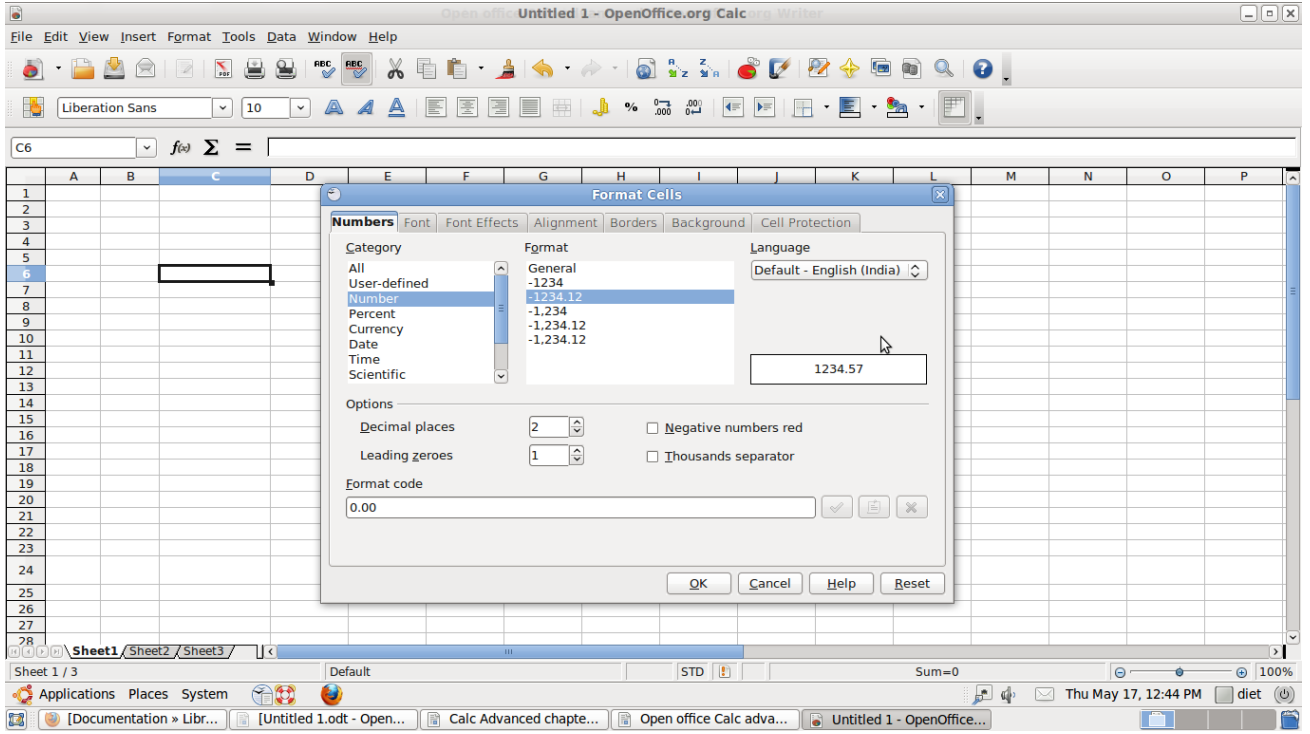 Untitled 1 - OpenOffice.org Calc
File Edit View Insert Format Tools Data Window Help
Liberation Sans 10
C6 f(x) Σ =
A B C D E F G H I J K L M N O P
1
2
3
4
5
6
7
8
9
10
11
12
13
14
15
16
17
18
19
20
21
22
23
24
25
26
27
28
Format Cells
Numbers Font Font Effects Alignment Borders Background Cell Protection
Category Format Language
All
User-defined
Number
Percent
Currency
Date
Time
Scientific
General
-1234
-1234.12
-1,234
-1,234.12
-1,234.12
Default - English (India)
1234.57
Options
Decimal places 2 Negative numbers red
Leading zeroes 1 Thousands separator
Format code
0.00
OK Cancel Help Reset
Sheet1 Sheet2 Sheet3
Sheet 1 / 3 Default STD Sum=0 100%
Applications Places System Thu May 17, 12:44 PM diet
[Documentation » Libr... [Untitled 1.odt - Open... Calc Advanced chapte... Open office Calc adva... Untitled 1 - OpenOffice...